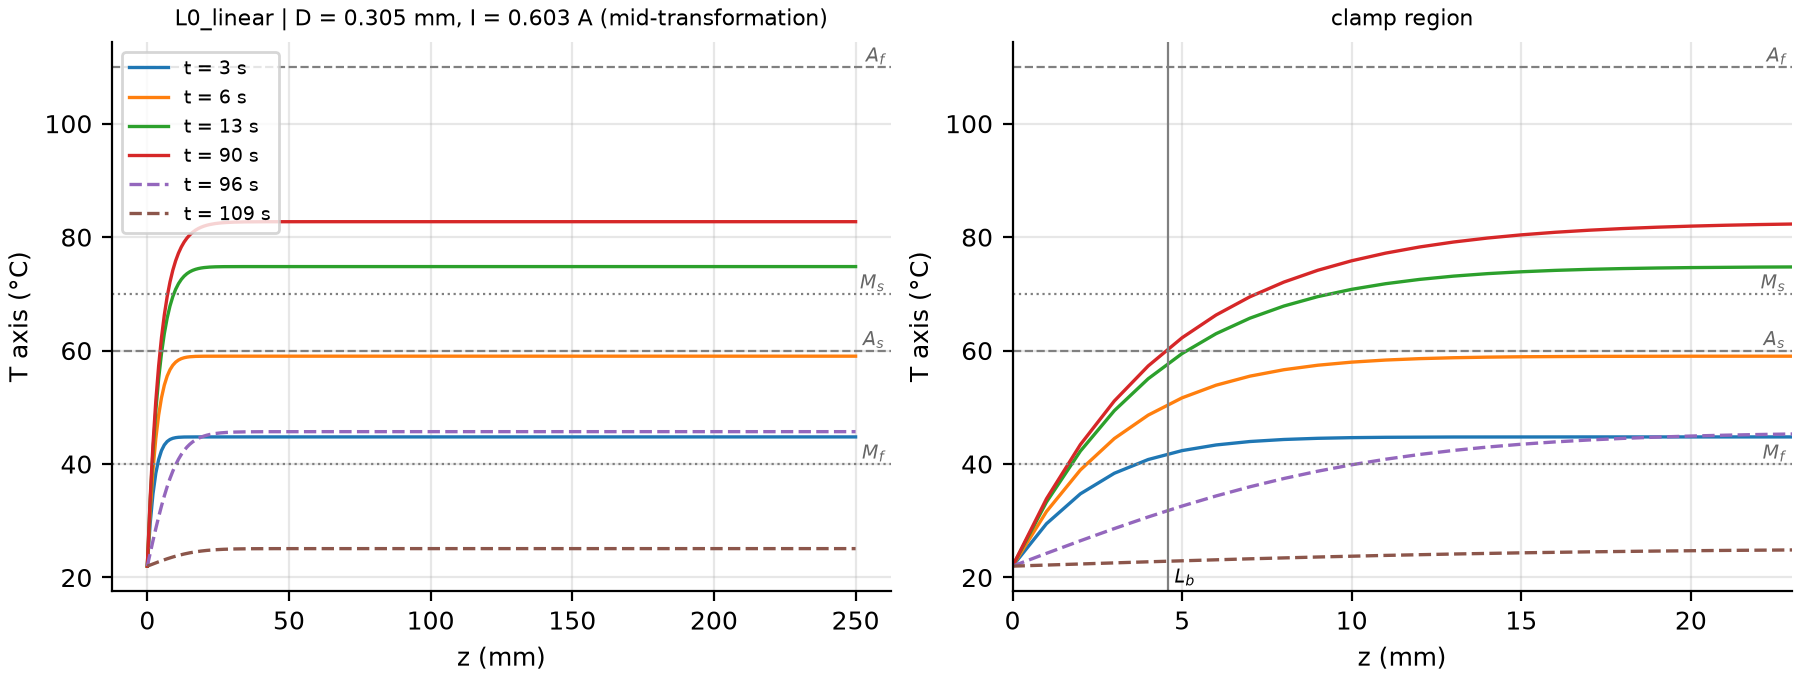 L0_linear | D = 0.305 mm, I = 0.603 A (mid-transformation)
t = 3 s
t = 6 s
t = 13 s
t = 90 s
t = 96 s
t = 109 s
A_f
M_s
A_s
M_f
100
80
60
40
20
T axis (°C)
0 50 100 150 200 250
z (mm)
clamp region
A_f
M_s
A_s
M_f
L_b
100
80
60
40
20
T axis (°C)
0 5 10 15 20
z (mm)